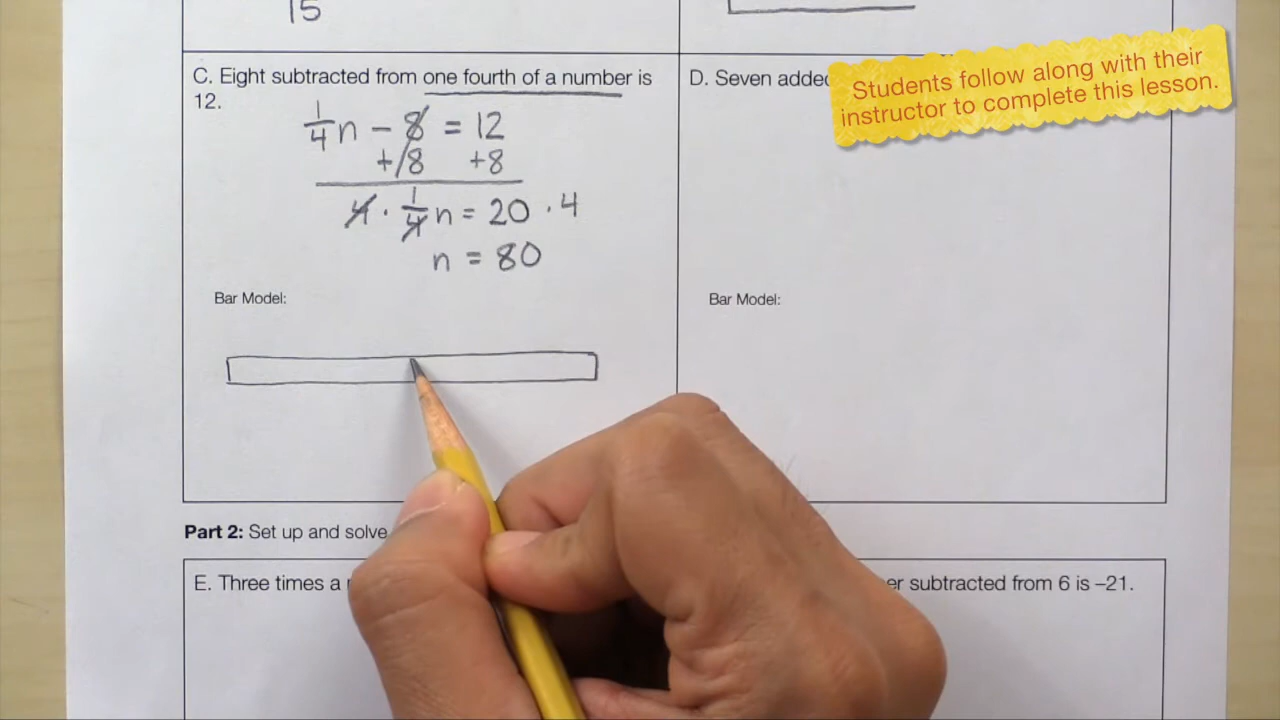 15
C. Eight subtracted from one fourth of a number is
12.
1/4 n - 8 = 12
+ 8 +8
4 · 1/4 n = 20 · 4
n = 80
Bar Model:
D. Seven adde
Students follow along with their
instructor to complete this lesson.
Bar Model:
Part 2: Set up and solve
E. Three times a
er subtracted from 6 is –21.